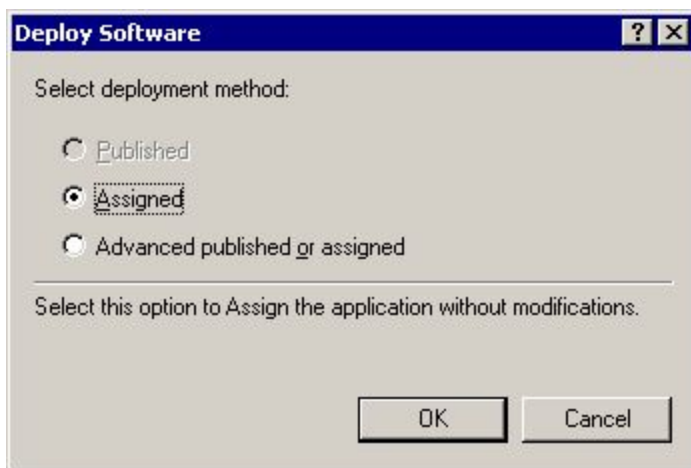 Deploy Software
Select deployment method:
Published
Assigned
Advanced published or assigned
Select this option to Assign the application without modifications.
OK
Cancel